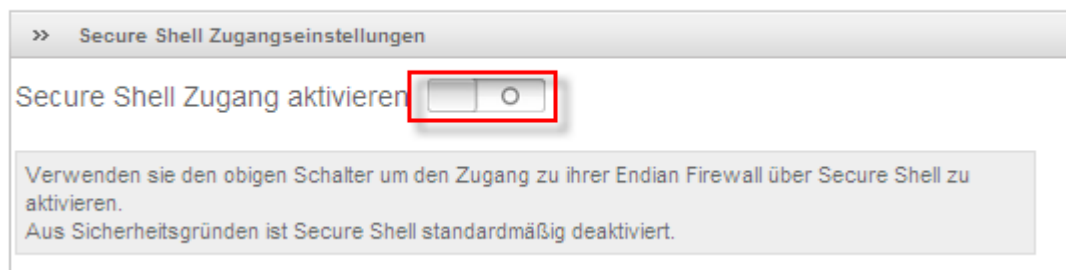 » Secure Shell Zugangseinstellungen
Secure Shell Zugang aktivieren
Verwenden sie den obigen Schalter um den Zugang zu ihrer Endian Firewall über Secure Shell zu
aktivieren.
Aus Sicherheitsgründen ist Secure Shell standardmäßig deaktiviert.